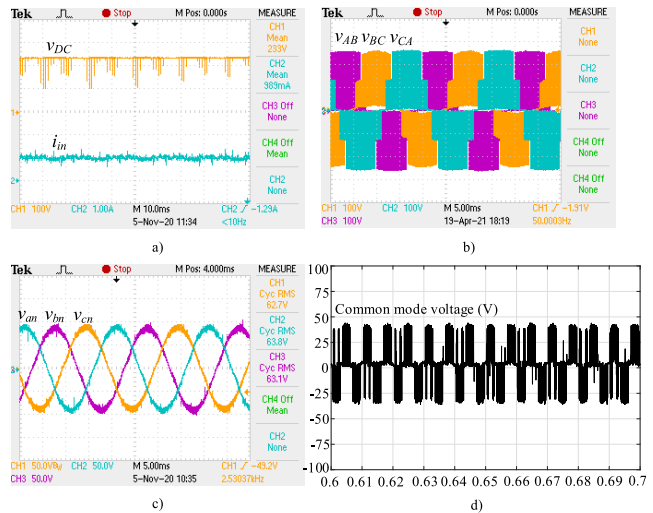 Tek Stop M Pos: 0.000s MEASURE
v_DC
CH1
Mean
233V
CH2
Mean
989mA
CH3 Off
None
i_in
CH4 Off
Mean
CH2
None
1
2
CH1 100V CH2 1.00A M 10.0ms CH2 ∫ -1.29A
5-Nov-20 11:34 <10Hz
a)
Tek Stop M Pos: 0.000s MEASURE
v_AB v_BC v_CA
CH1
None
CH2
None
CH3
None
CH4 Off
None
CH4 Off
None
CH1 100V CH2 100V M 5.00ms CH1 ∫ -1.91V
CH3 100V 19-Apr-21 18:19 50.0003Hz
b)
Tek Stop M Pos: 4.000ms MEASURE
v_an v_bn v_cn
CH1
Cyc RMS
62.7V
CH2
Cyc RMS
63.8V
CH3
Cyc RMS
63.1V
CH4 Off
Mean
CH2
None
3
CH1 50.0V CH2 50.0V M 5.00ms CH1 ∫ -49.2V
CH3 50.0V 5-Nov-20 10:35 2.53037kHz
c)
Common mode voltage (V)
100
75
50
25
0
-25
-50
-75
-100
0.6 0.61 0.62 0.63 0.64 0.65 0.66 0.67 0.68 0.69 0.7
d)